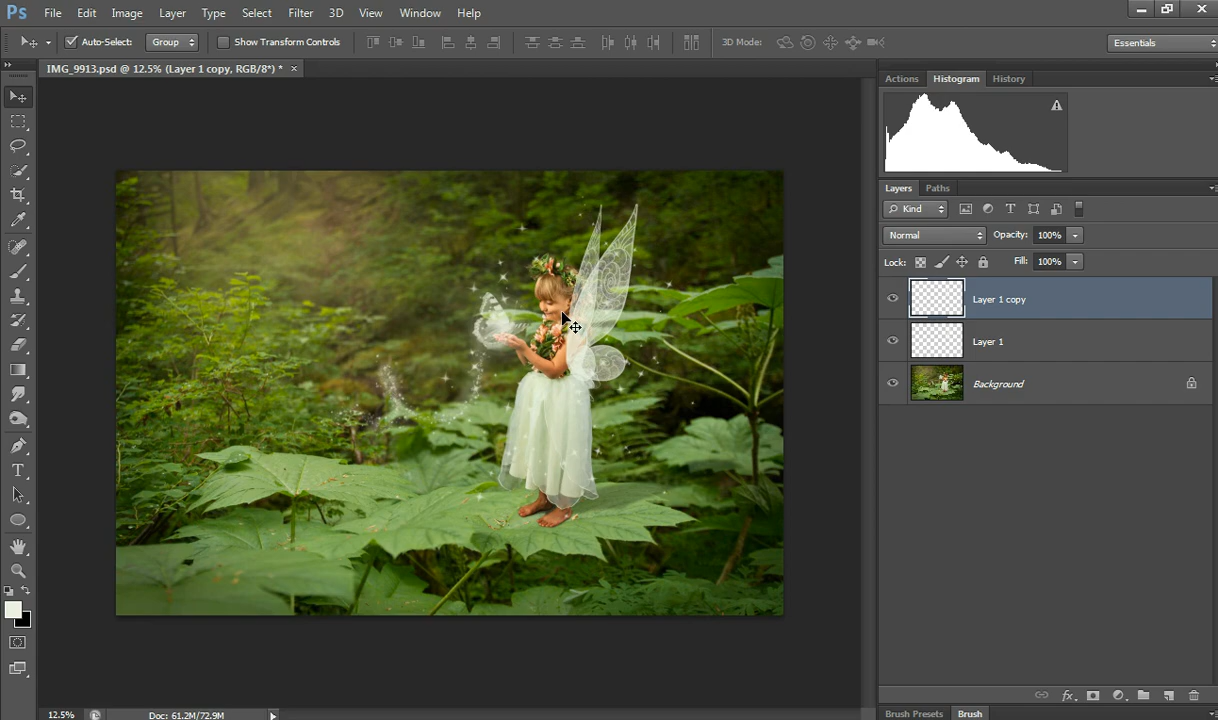 Ps File Edit Image Layer Type Select Filter 3D View Window Help
Auto-Select: Group Show Transform Controls 3D Mode: Essentials
IMG_9913.psd @ 12.5% (Layer 1 copy, RGB/8*) * ×
Actions Histogram History
Layers Paths
Kind
Normal Opacity: 100%
Lock: Fill: 100%
Layer 1 copy
Layer 1
Background
12.5% Doc: 61.2M/72.9M
Brush Presets Brush